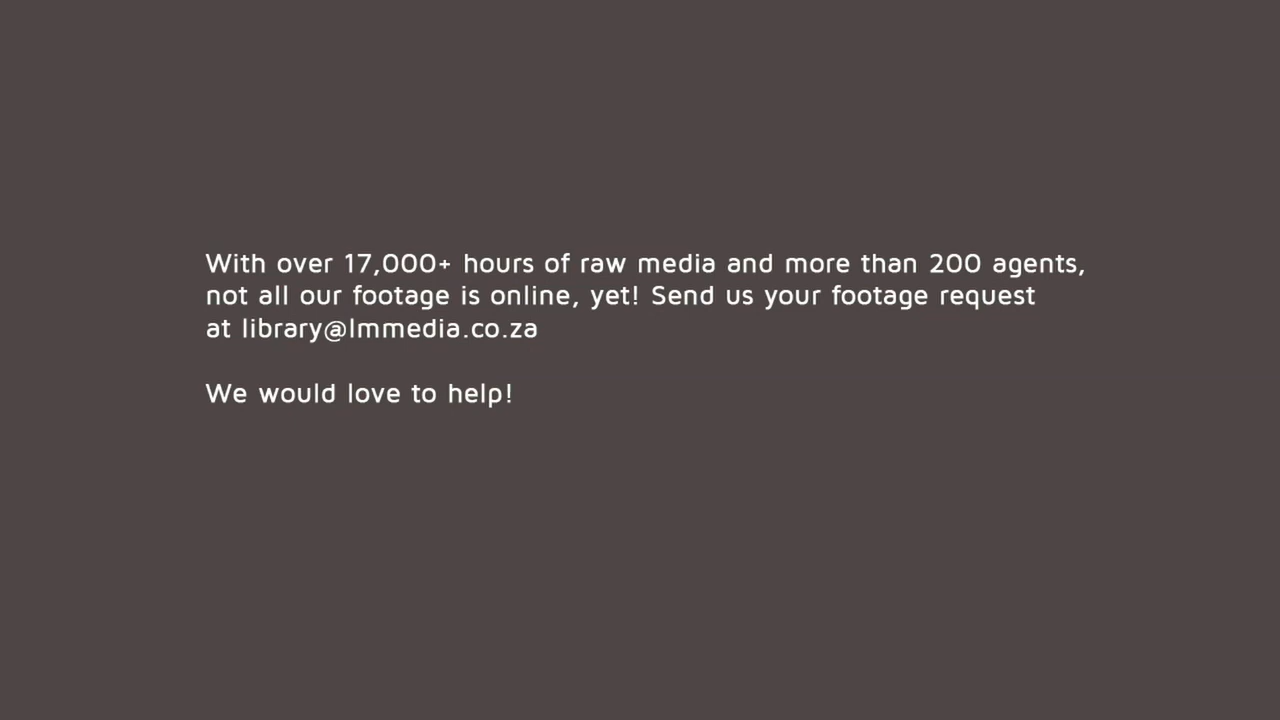 With over 17,000+ hours of raw media and more than 200 agents,
not all our footage is online, yet! Send us your footage request
at library@lmmedia.co.za
We would love to help!